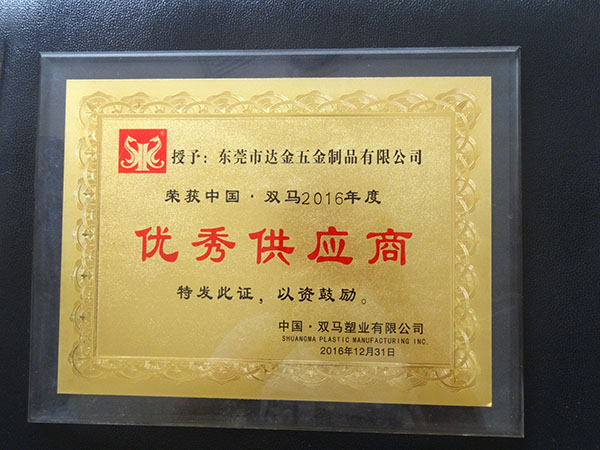 授予：东莞市达金五金制品有限公司
荣获中国·双马2016年度
优秀供应商
特发此证，以资鼓励。
中国·双马塑业有限公司
SHUANGMA PLASTIC MANUFACTURING INC.
2016年12月31日